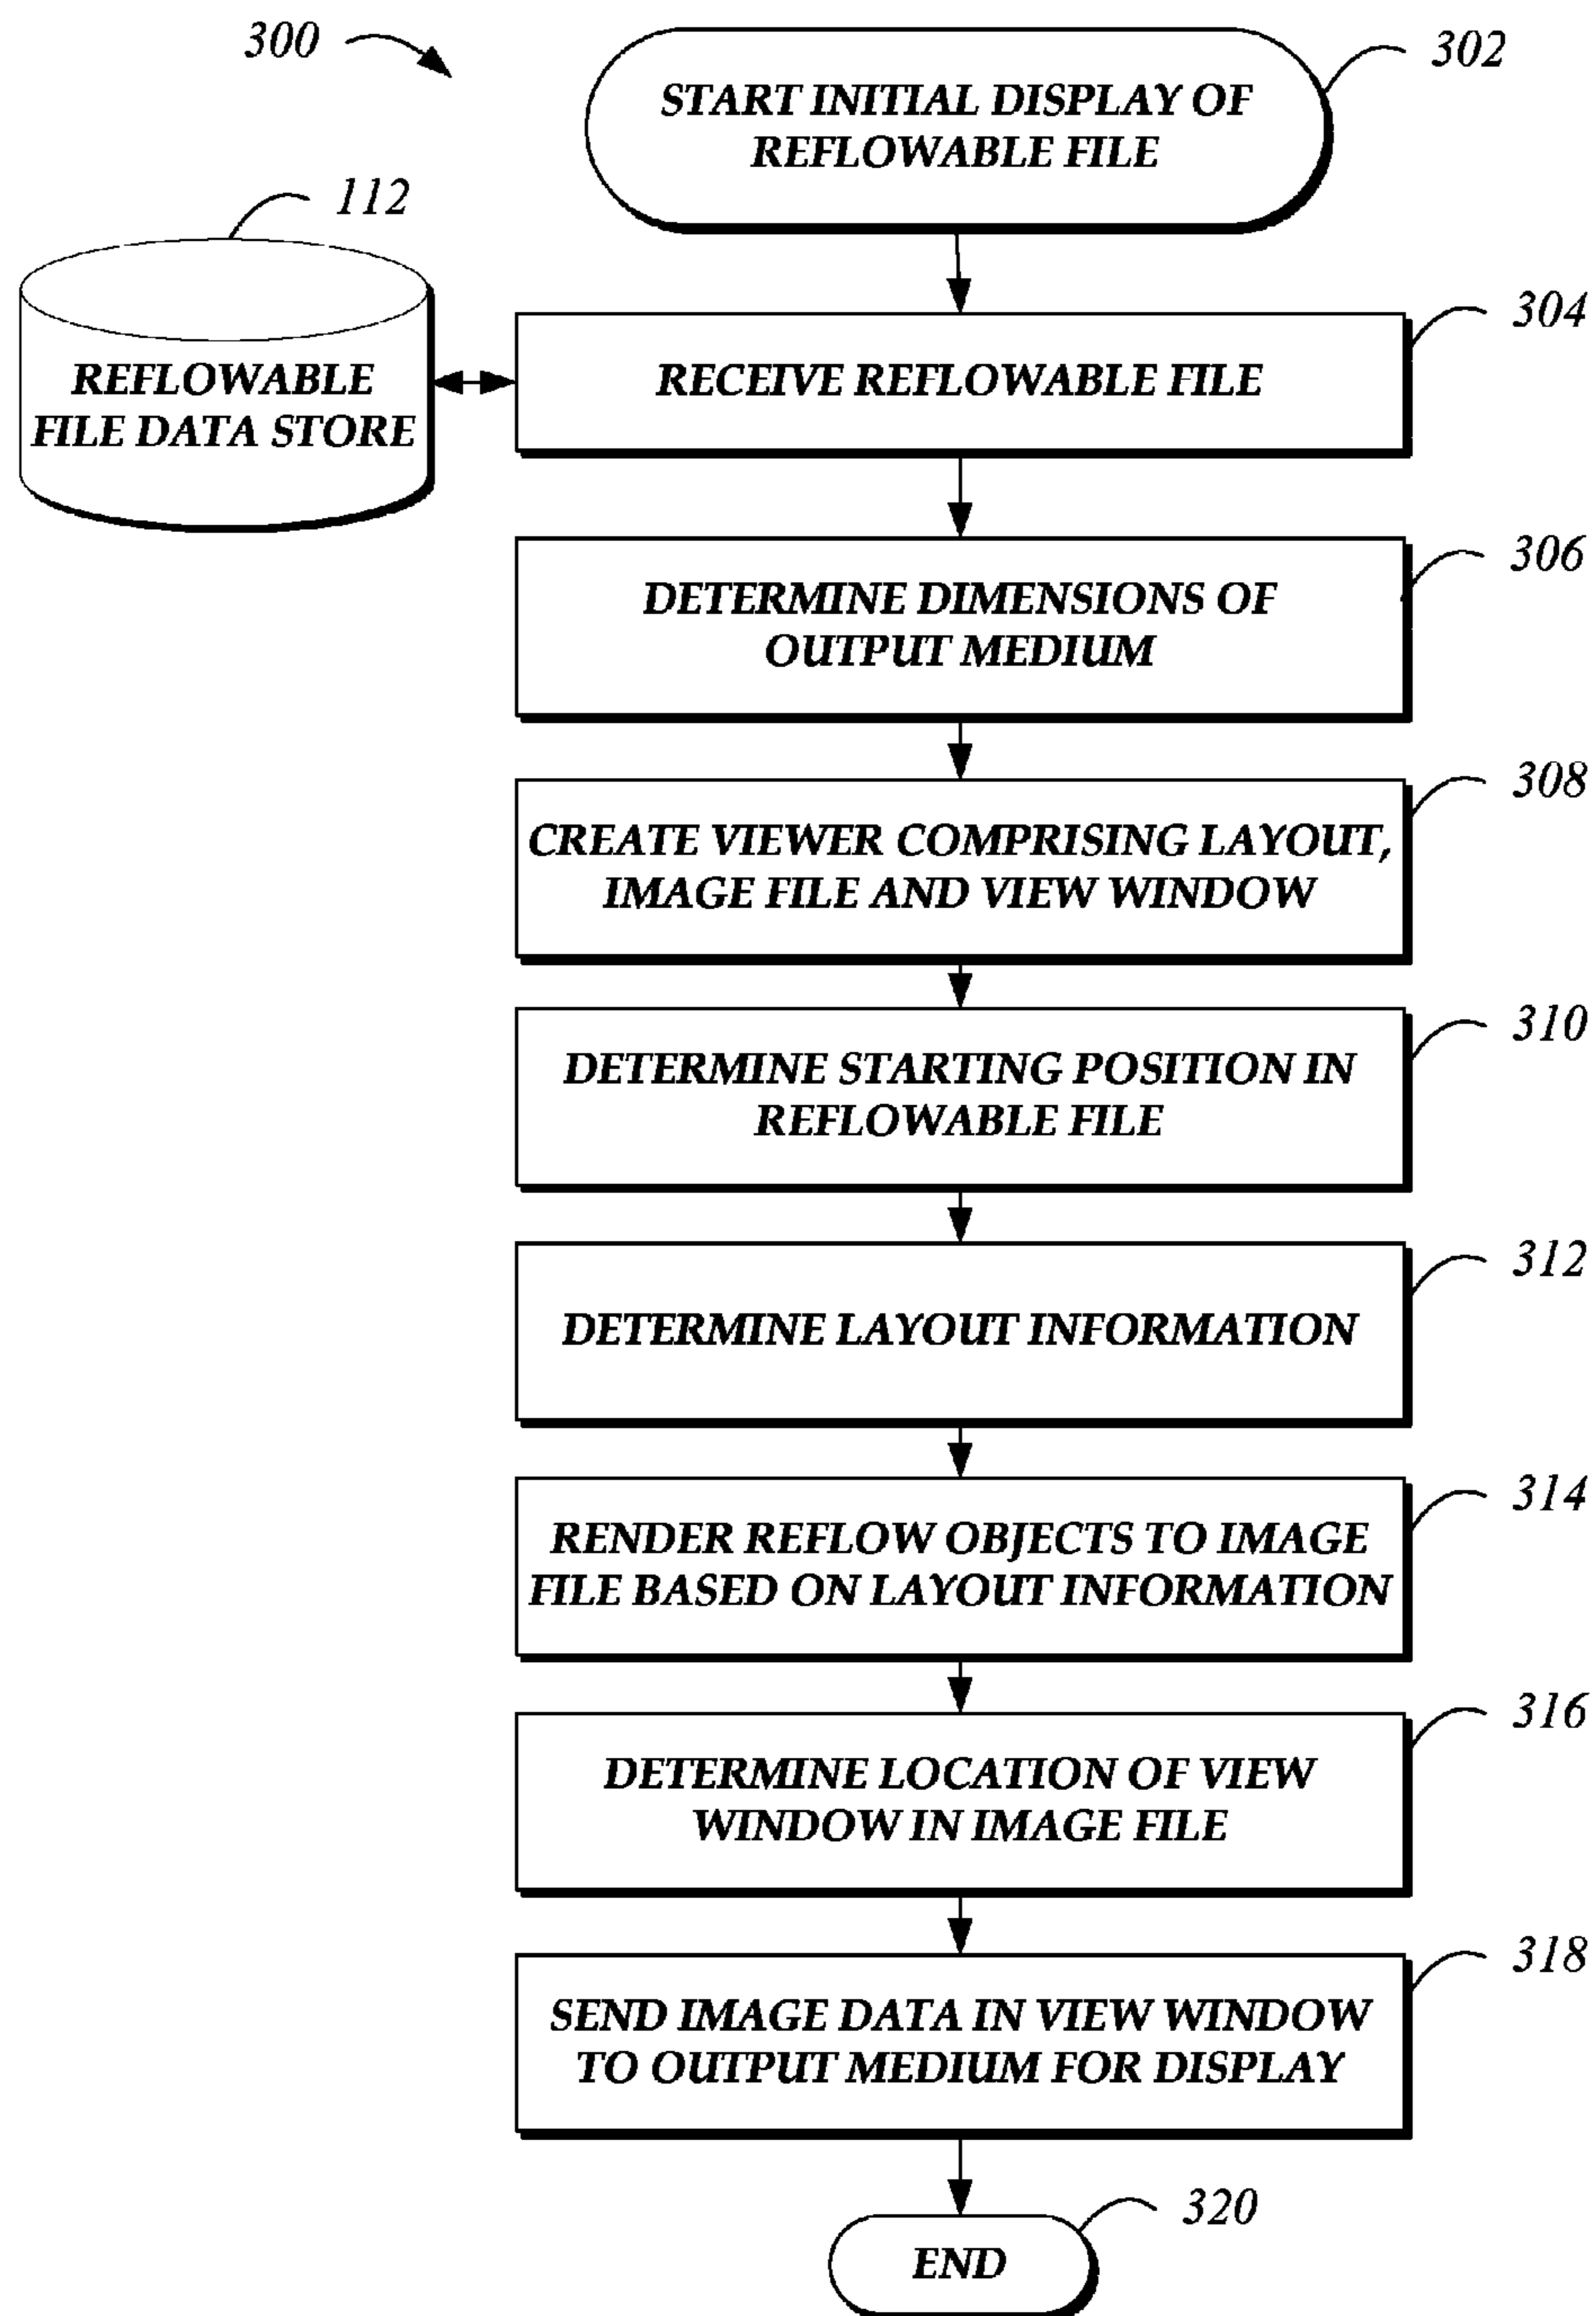 300
302
START INITIAL DISPLAY OF
REFLOWABLE FILE
112
REFLOWABLE
FILE DATA STORE
304
RECEIVE REFLOWABLE FILE
306
DETERMINE DIMENSIONS OF
OUTPUT MEDIUM
308
CREATE VIEWER COMPRISING LAYOUT,
IMAGE FILE AND VIEW WINDOW
310
DETERMINE STARTING POSITION IN
REFLOWABLE FILE
312
DETERMINE LAYOUT INFORMATION
314
RENDER REFLOW OBJECTS TO IMAGE
FILE BASED ON LAYOUT INFORMATION
316
DETERMINE LOCATION OF VIEW
WINDOW IN IMAGE FILE
318
SEND IMAGE DATA IN VIEW WINDOW
TO OUTPUT MEDIUM FOR DISPLAY
320
END